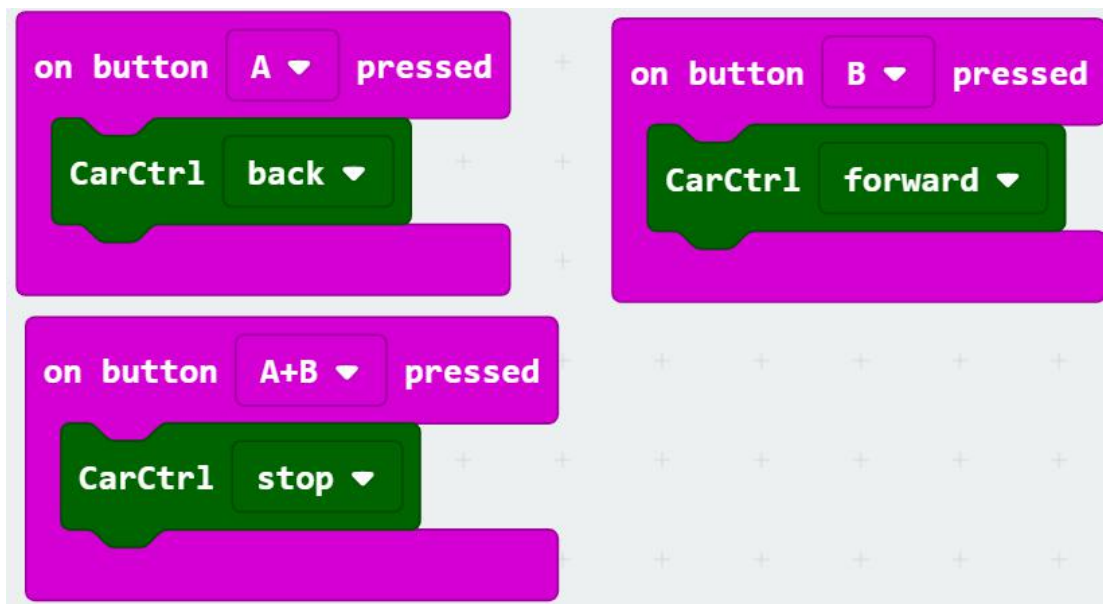 on button A pressed
CarCtrl back
on button B pressed
CarCtrl forward
on button A+B pressed
CarCtrl stop